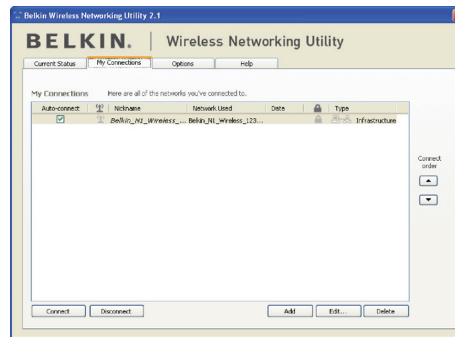 Belkin Wireless Networking Utility 2.1
BELKIN. | Wireless Networking Utility
Current Status My Connections Options Help
My Connections Here are all of the networks you've connected to.
Auto-connect Nickname Network Used Date Type
Belkin_N1_Wireless_... Belkin_N1_Wireless_123... Infrastructure
Connect
order
Connect Disconnect Add Edit... Delete